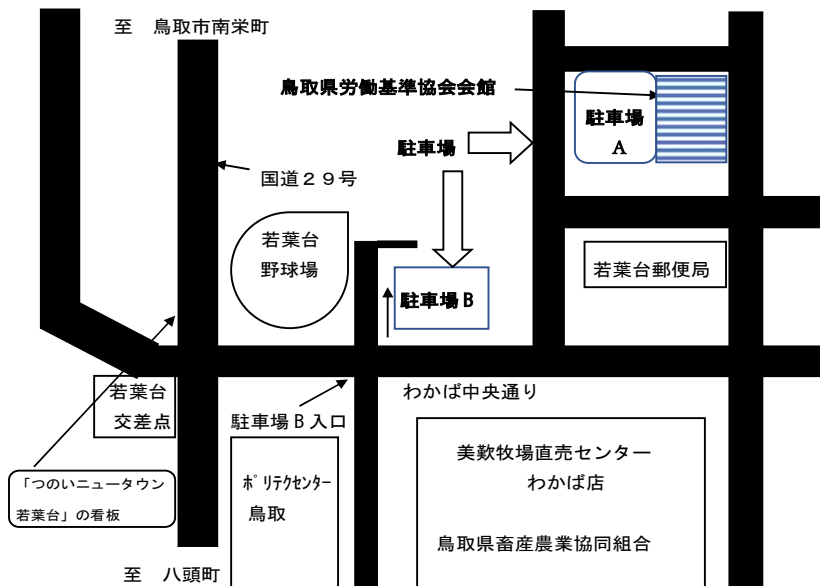 至　鳥取市南栄町
鳥取県労働基準協会会館
駐車場
A
駐車場
国道２９号
若葉台
野球場
若葉台郵便局
駐車場Ｂ
若葉台
交差点
駐車場Ｂ入口
わかば中央通り
「つのいニュータウン
若葉台」の看板
ﾎﾟﾘﾃｸｾﾝﾀｰ
鳥取
美歎牧場直売センター
わかば店
鳥取県畜産農業協同組合
至　八頭町